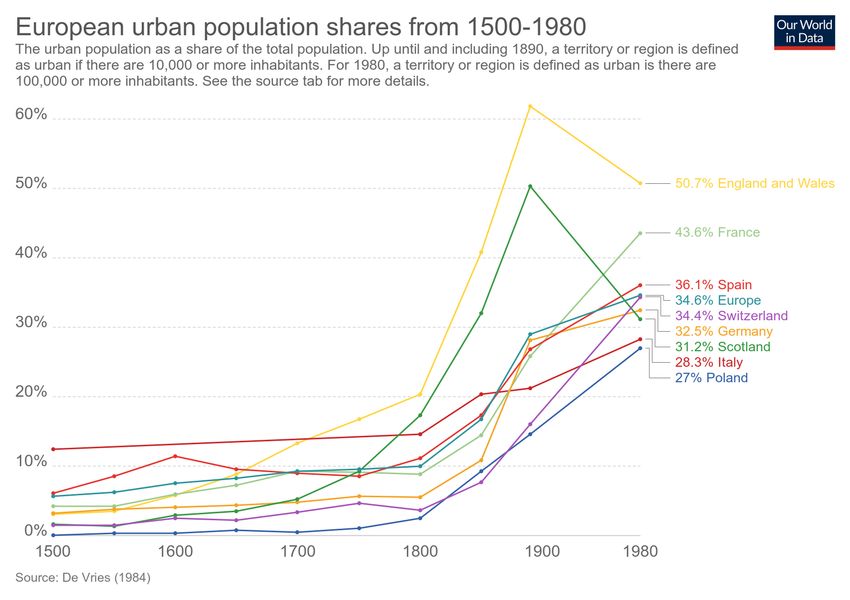 European urban population shares from 1500-1980
Our World
in Data
The urban population as a share of the total population. Up until and including 1890, a territory or region is defined
as urban if there are 10,000 or more inhabitants. For 1980, a territory or region is defined as urban is there are
100,000 or more inhabitants. See the source tab for more details.
60%
50%
40%
30%
20%
10%
0%
1500
1600
1700
1800
1900
1980
50.7% England and Wales
43.6% France
36.1% Spain
34.6% Europe
34.4% Switzerland
32.5% Germany
31.2% Scotland
28.3% Italy
27% Poland
Source: De Vries (1984)